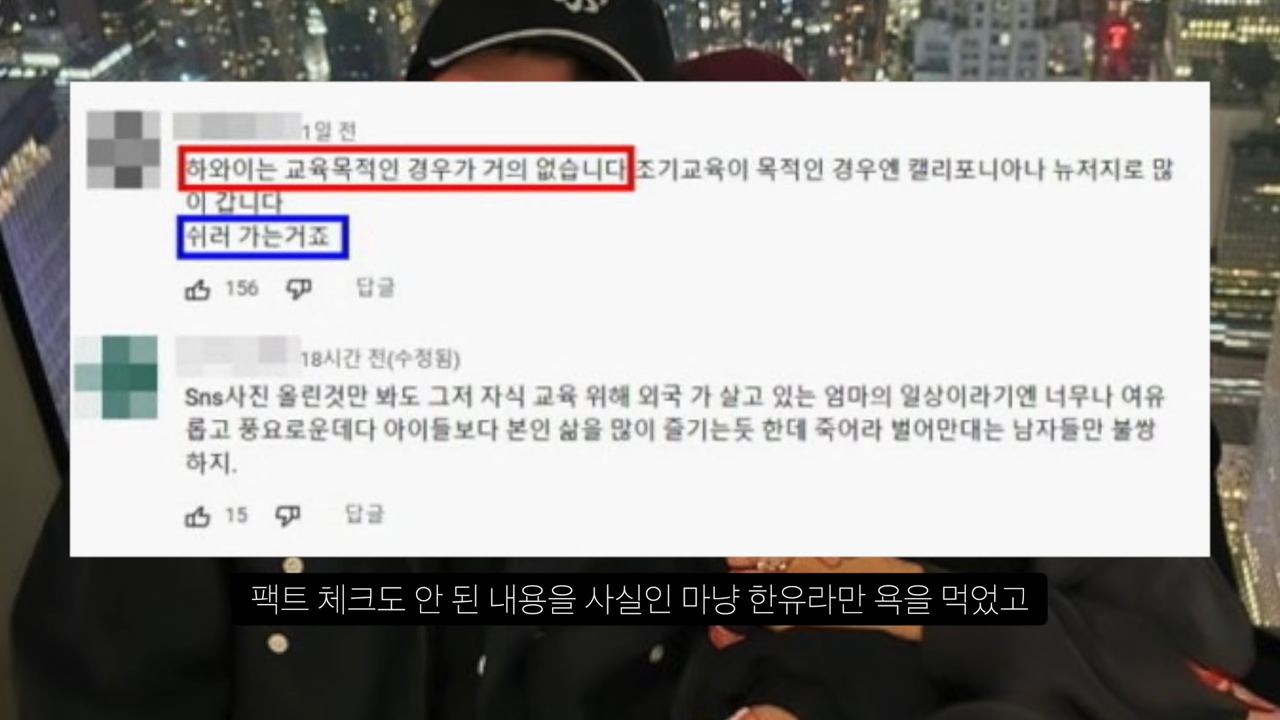 1일 전
하와이는 교육목적인 경우가 거의 없습니다 조기교육이 목적인 경우엔 캘리포니아나 뉴저지로 많
이 갑니다
쉬러 가는거죠
156 답글
18시간 전(수정됨)
Sns사진 올린것만 봐도 그저 자식 교육 위해 외국 가 살고 있는 엄마의 일상이라기엔 너무나 여유
롭고 풍요로운데다 아이들보다 본인 삶을 많이 즐기는듯 한데 죽어라 벌어만대는 남자들만 불쌍
하지.
15 답글
팩트 체크도 안 된 내용을 사실인 마냥 한유라만 욕을 먹었고